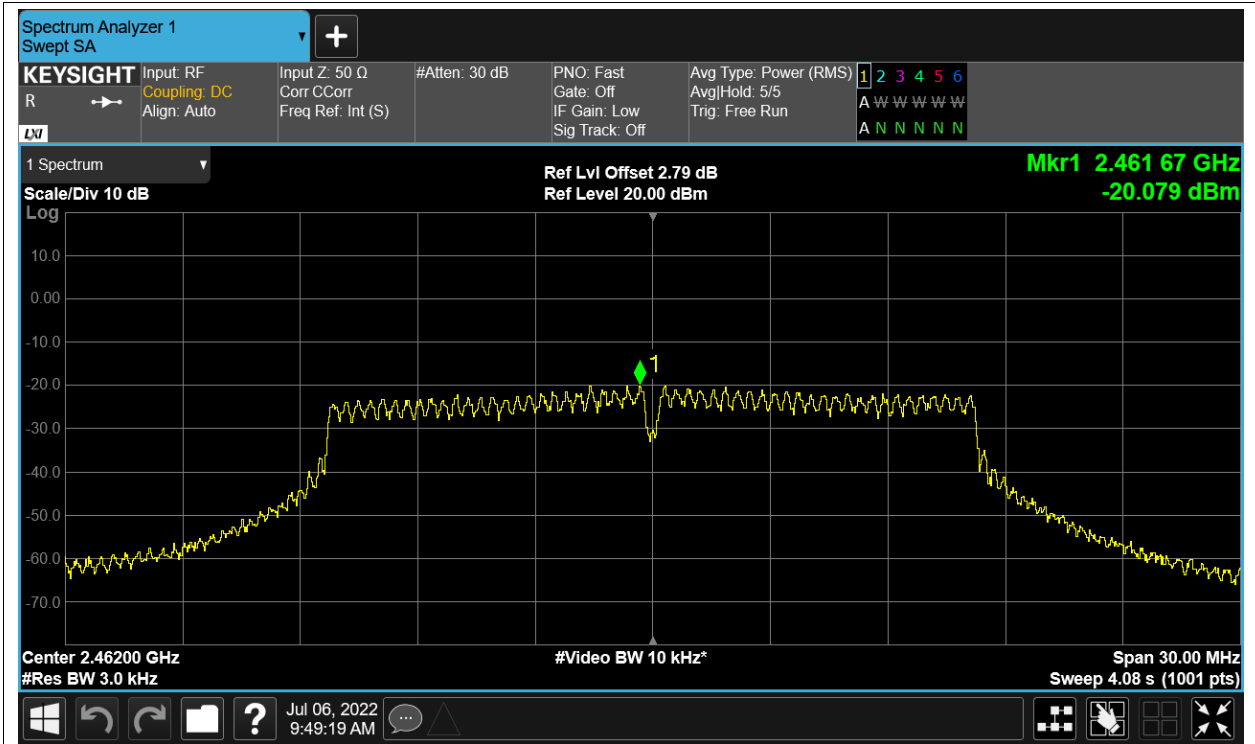 Spectrum Analyzer 1
Swept SA
KEYSIGHT
R
LXI
Input: RF
Coupling: DC
Align: Auto
Input Z: 50 Ω
Corr CCorr
Freq Ref: Int (S)
#Atten: 30 dB
PNO: Fast
Gate: Off
IF Gain: Low
Sig Track: Off
Avg Type: Power (RMS)
Avg|Hold: 5/5
Trig: Free Run
1 2 3 4 5 6
A W W W W W
A N N N N N
1 Spectrum
Scale/Div 10 dB
Log
Ref Lvl Offset 2.79 dB
Ref Level 20.00 dBm
Mkr1 2.461 67 GHz
-20.079 dBm
10.0
0.00
-10.0
-20.0
-30.0
-40.0
-50.0
-60.0
-70.0
1
Center 2.46200 GHz
#Res BW 3.0 kHz
#Video BW 10 kHz*
Span 30.00 MHz
Sweep 4.08 s (1001 pts)
?
Jul 06, 2022
9:49:19 AM